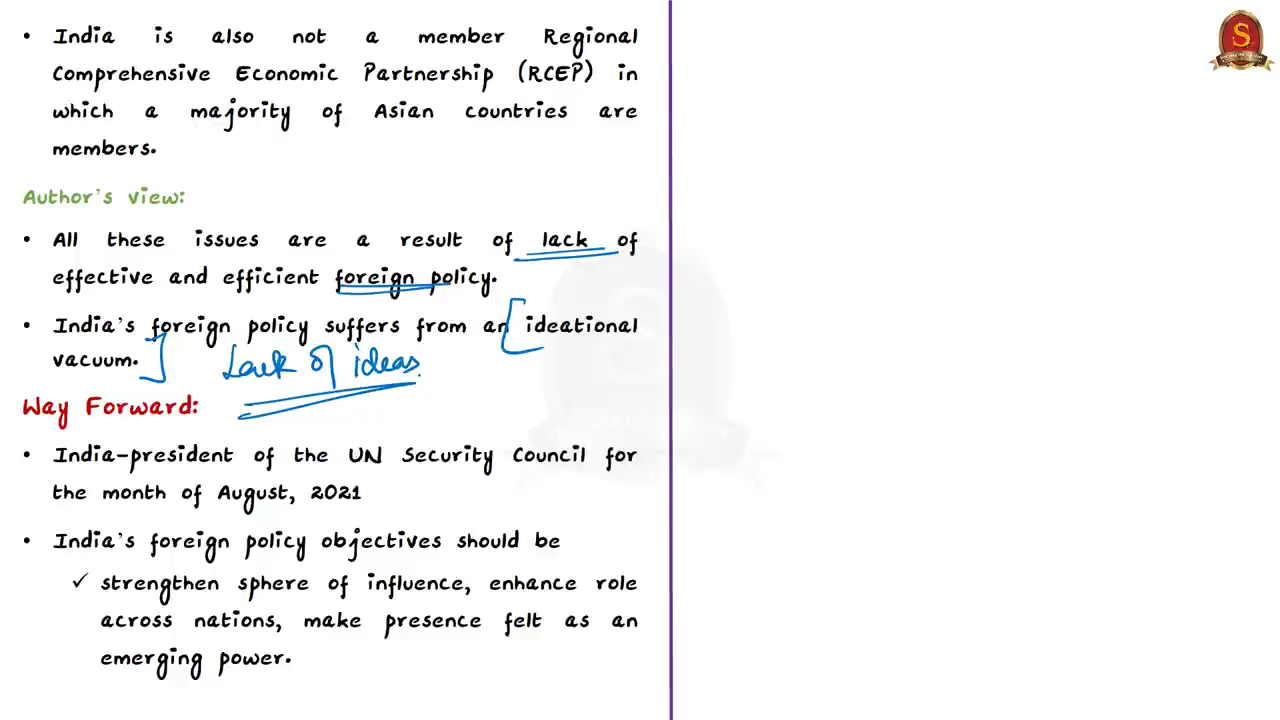 • India is also not a member Regional
Comprehensive Economic Partnership (RCEP) in
which a majority of Asian countries are
members.
Author's view:
• All these issues are a result of lack of
effective and efficient foreign policy.
• India's foreign policy suffers from an ideational
vacuum.
Lack of ideas.
Way Forward:
• India-president of the UN Security Council for
the month of August, 2021
• India's foreign policy objectives should be
✓ strengthen sphere of influence, enhance role
across nations, make presence felt as an
emerging power.
S